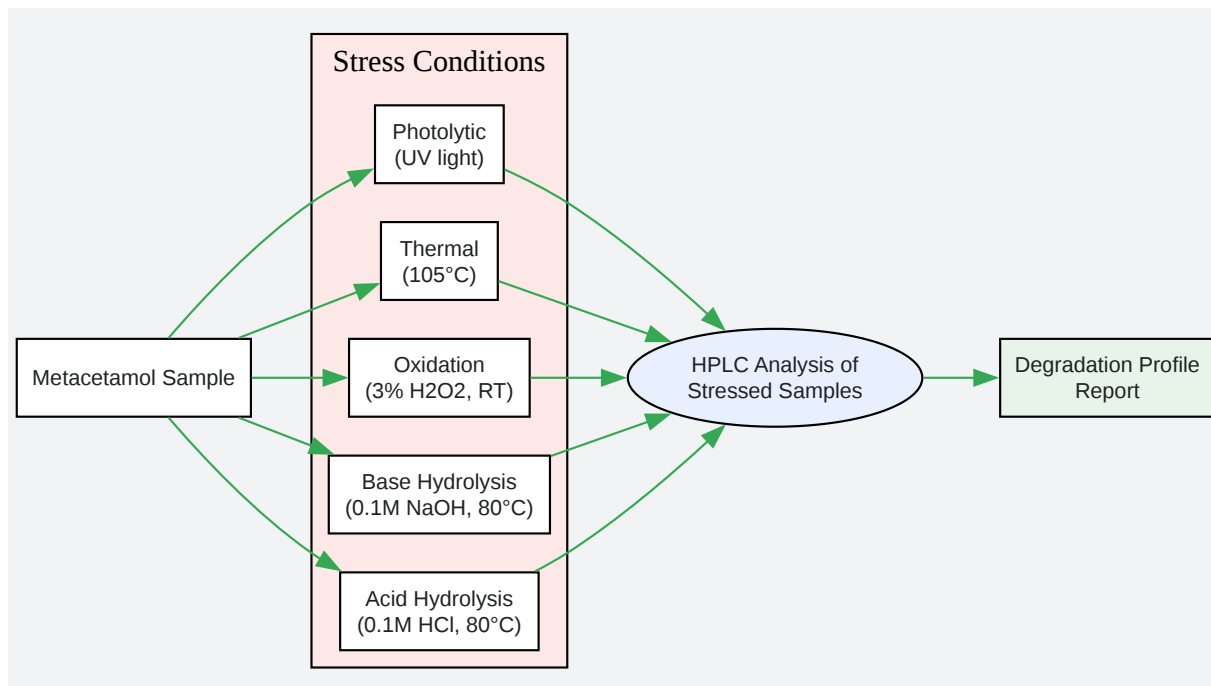 Stress Conditions
Photolytic
(UV light)
Thermal
(105°C)
Metacetamol Sample
Oxidation
(3% H2O2, RT)
Base Hydrolysis
(0.1M NaOH, 80°C)
Acid Hydrolysis
(0.1M HCl, 80°C)
HPLC Analysis of
Stressed Samples
Degradation Profile
Report